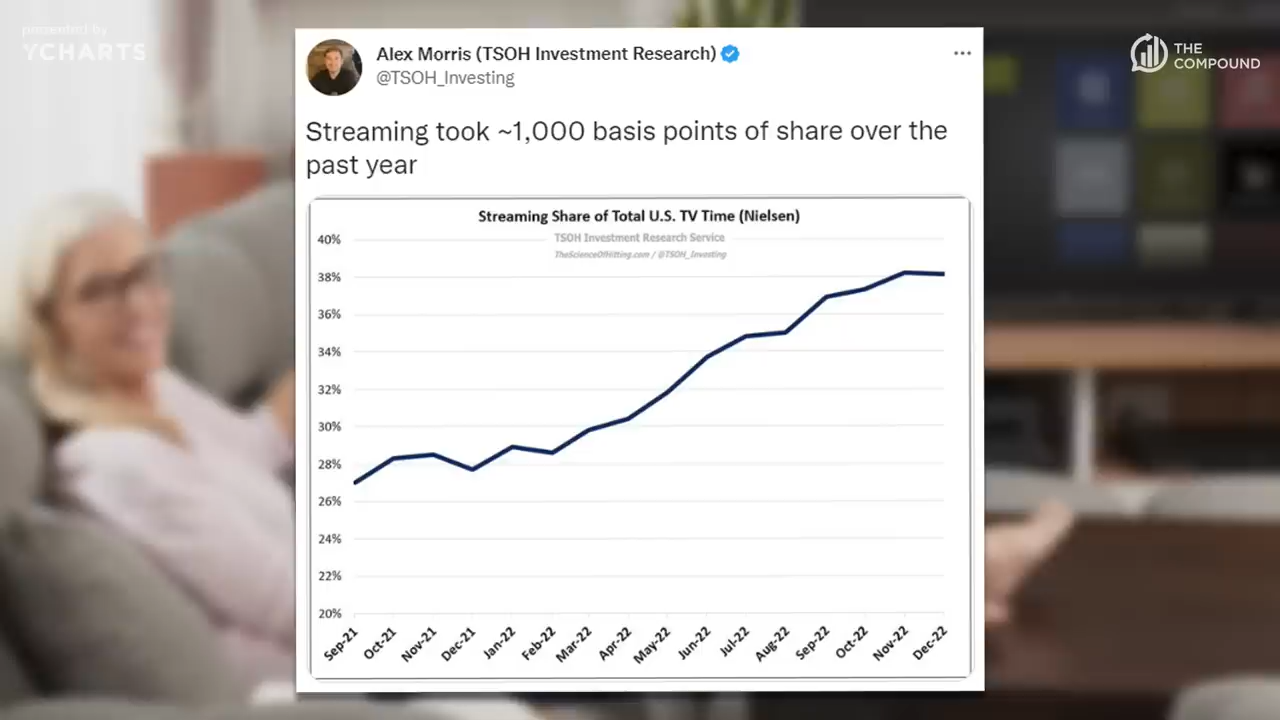 presented by
YCHARTS
THE
COMPOUND
Alex Morris (TSOH Investment Research)
@TSOH_Investing
Streaming took ~1,000 basis points of share over the
past year
Streaming Share of Total U.S. TV Time (Nielsen)
TSOH Investment Research Service
TheScienceOfHitting.com / @TSOH_Investing
40%
38%
36%
34%
32%
30%
28%
26%
24%
22%
20%
Sep-21
Oct-21
Nov-21
Dec-21
Jan-22
Feb-22
Mar-22
Apr-22
May-22
Jun-22
Jul-22
Aug-22
Sep-22
Oct-22
Nov-22
Dec-22